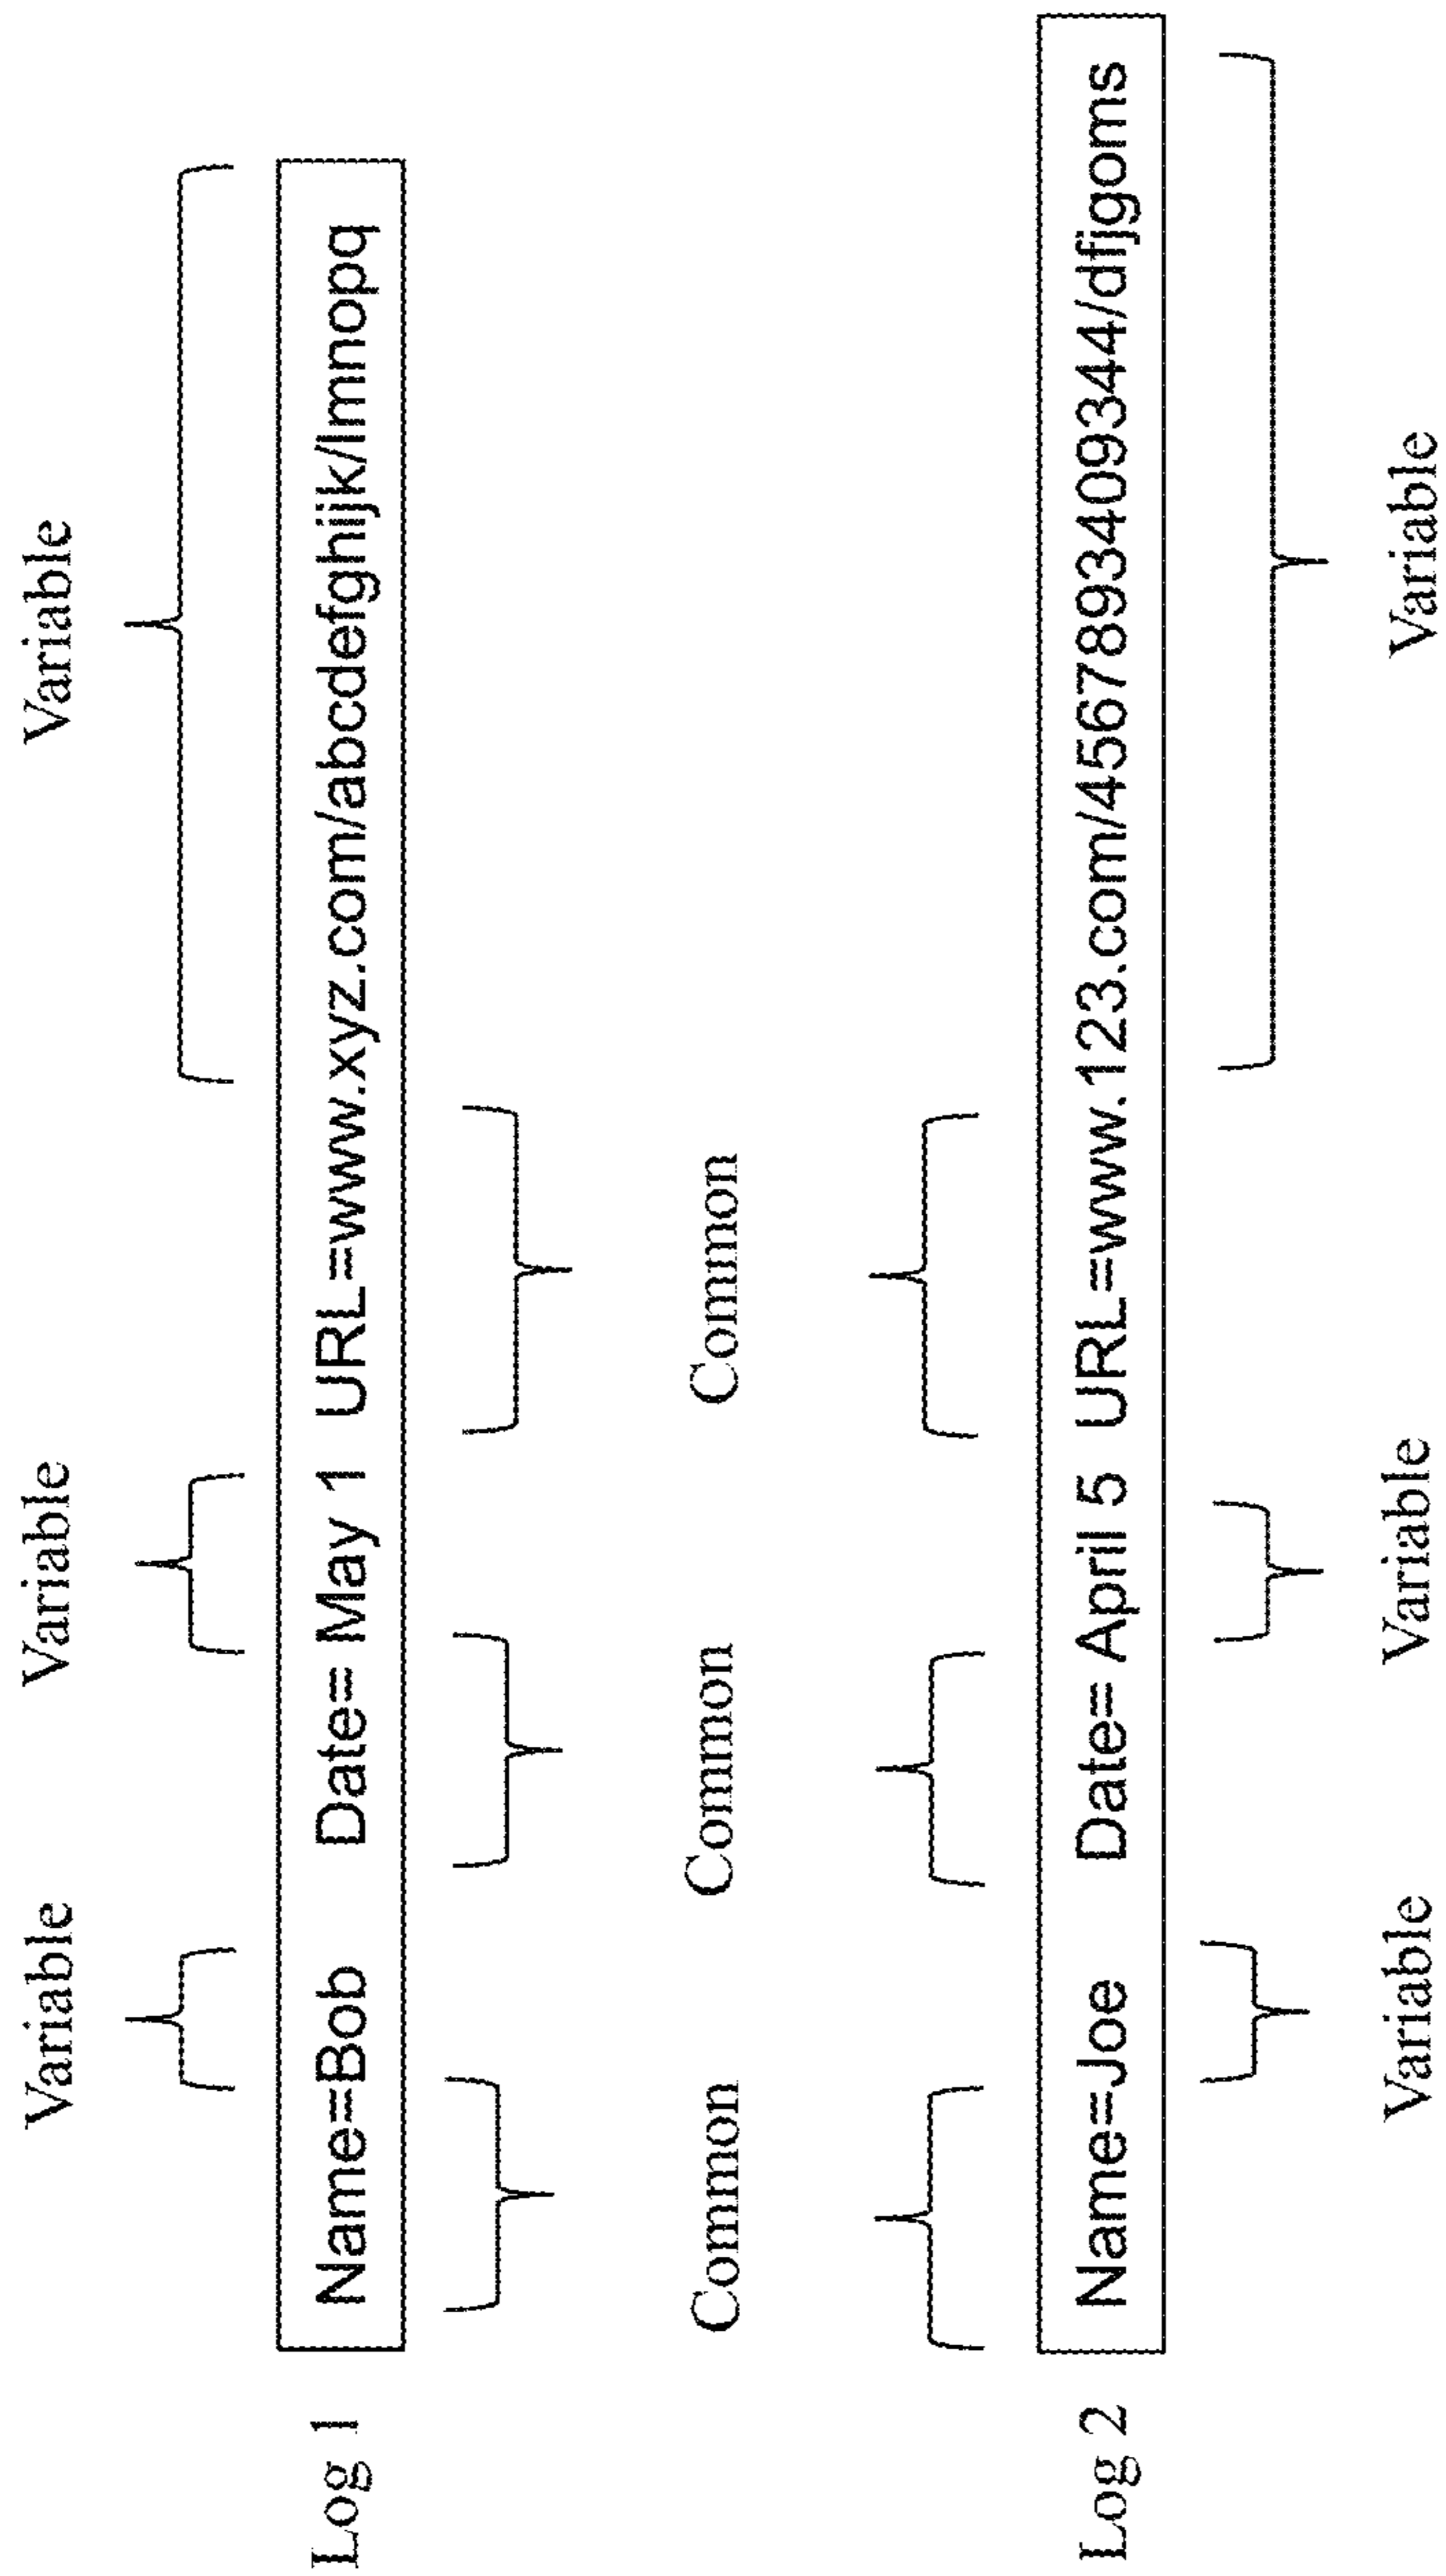 Variable Variable Variable
Log 1 Name=Bob Date= May 1 URL=www.xyz.com/abcdefghijk/lmnopq
Common Common Common
Log 2 Name=Joe Date= April 5 URL=www.123.com/4567893409344/dfjgoms
Variable Variable Variable